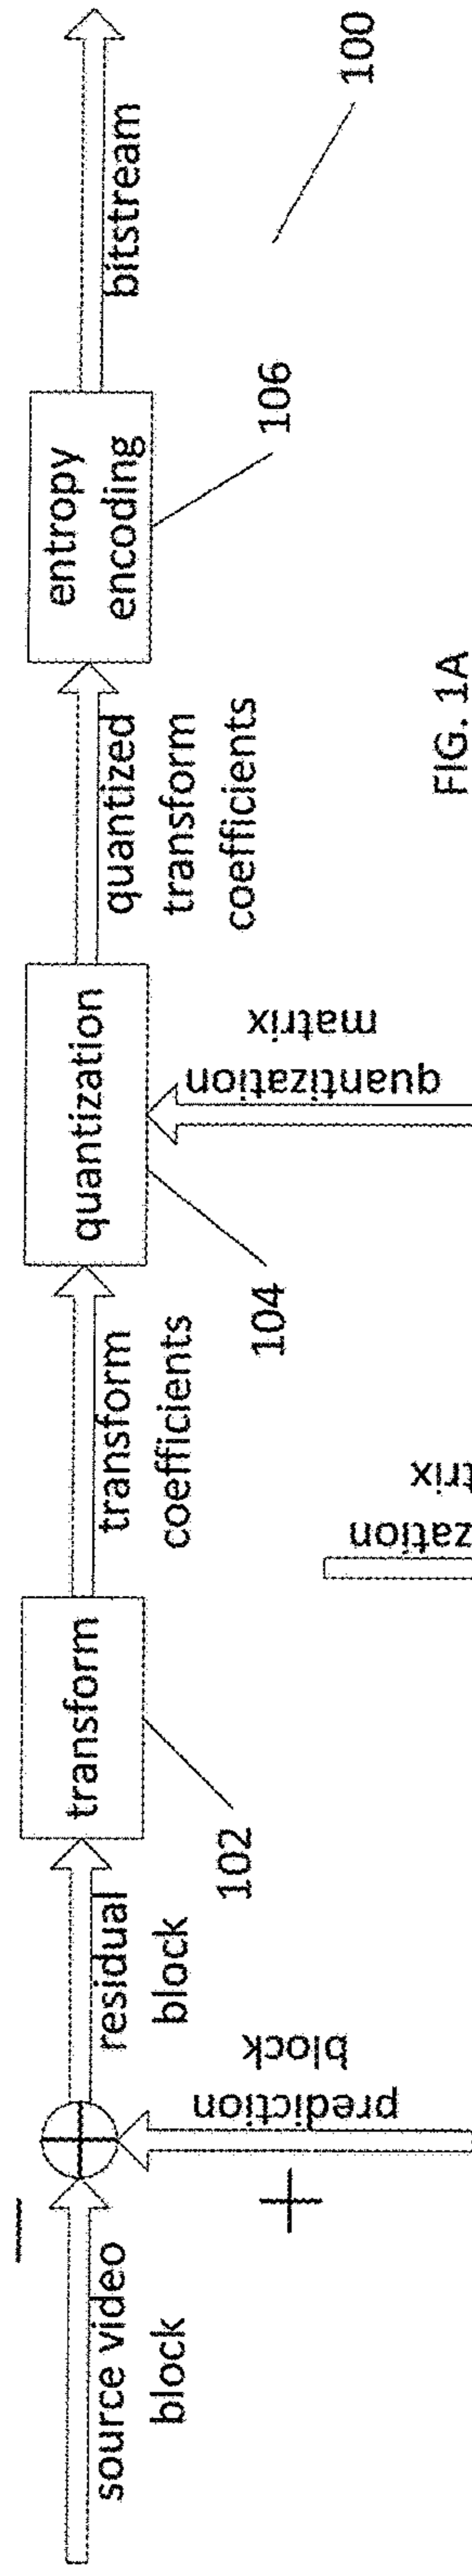 source video
block
—
+
prediction
block
residual
block
transform
102
transform
coefficients
quantization
104
quantization
matrix
quantized
transform
coefficients
entropy
encoding
106
bitstream
100
FIG. 1A